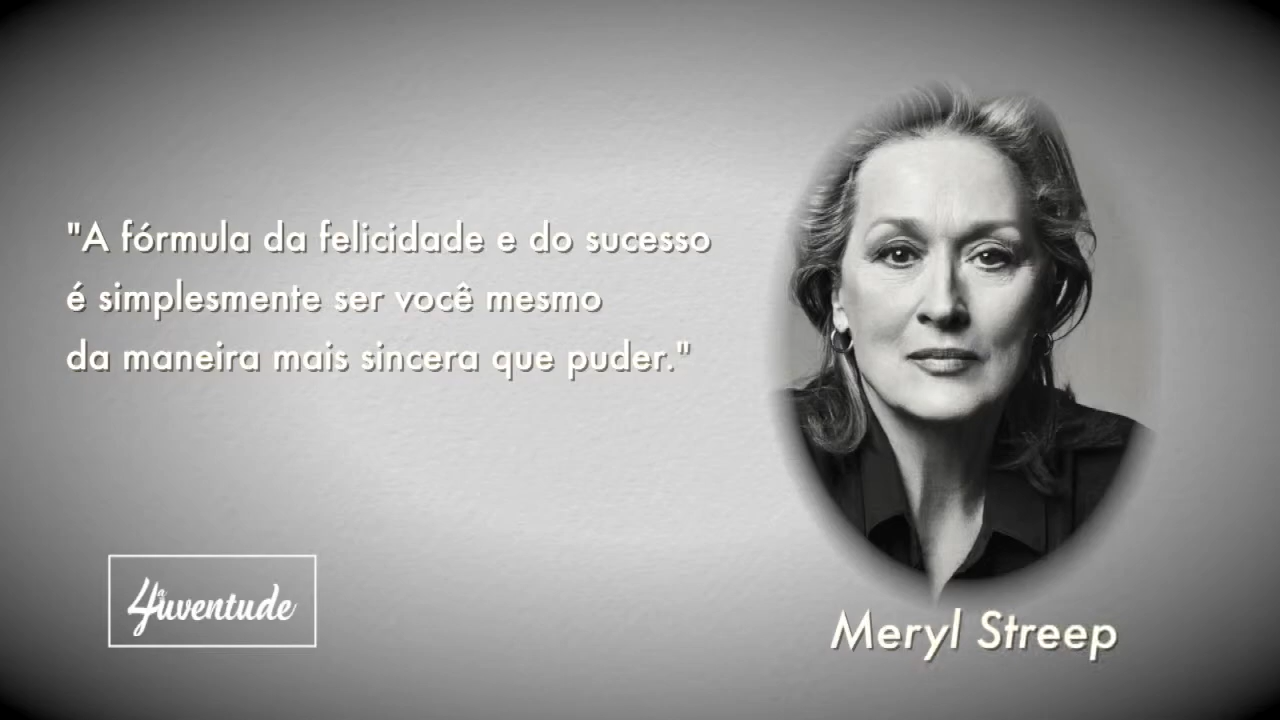 "A fórmula da felicidade e do sucesso
é simplesmente ser você mesmo
da maneira mais sincera que puder."
4ª Juventude
Meryl Streep